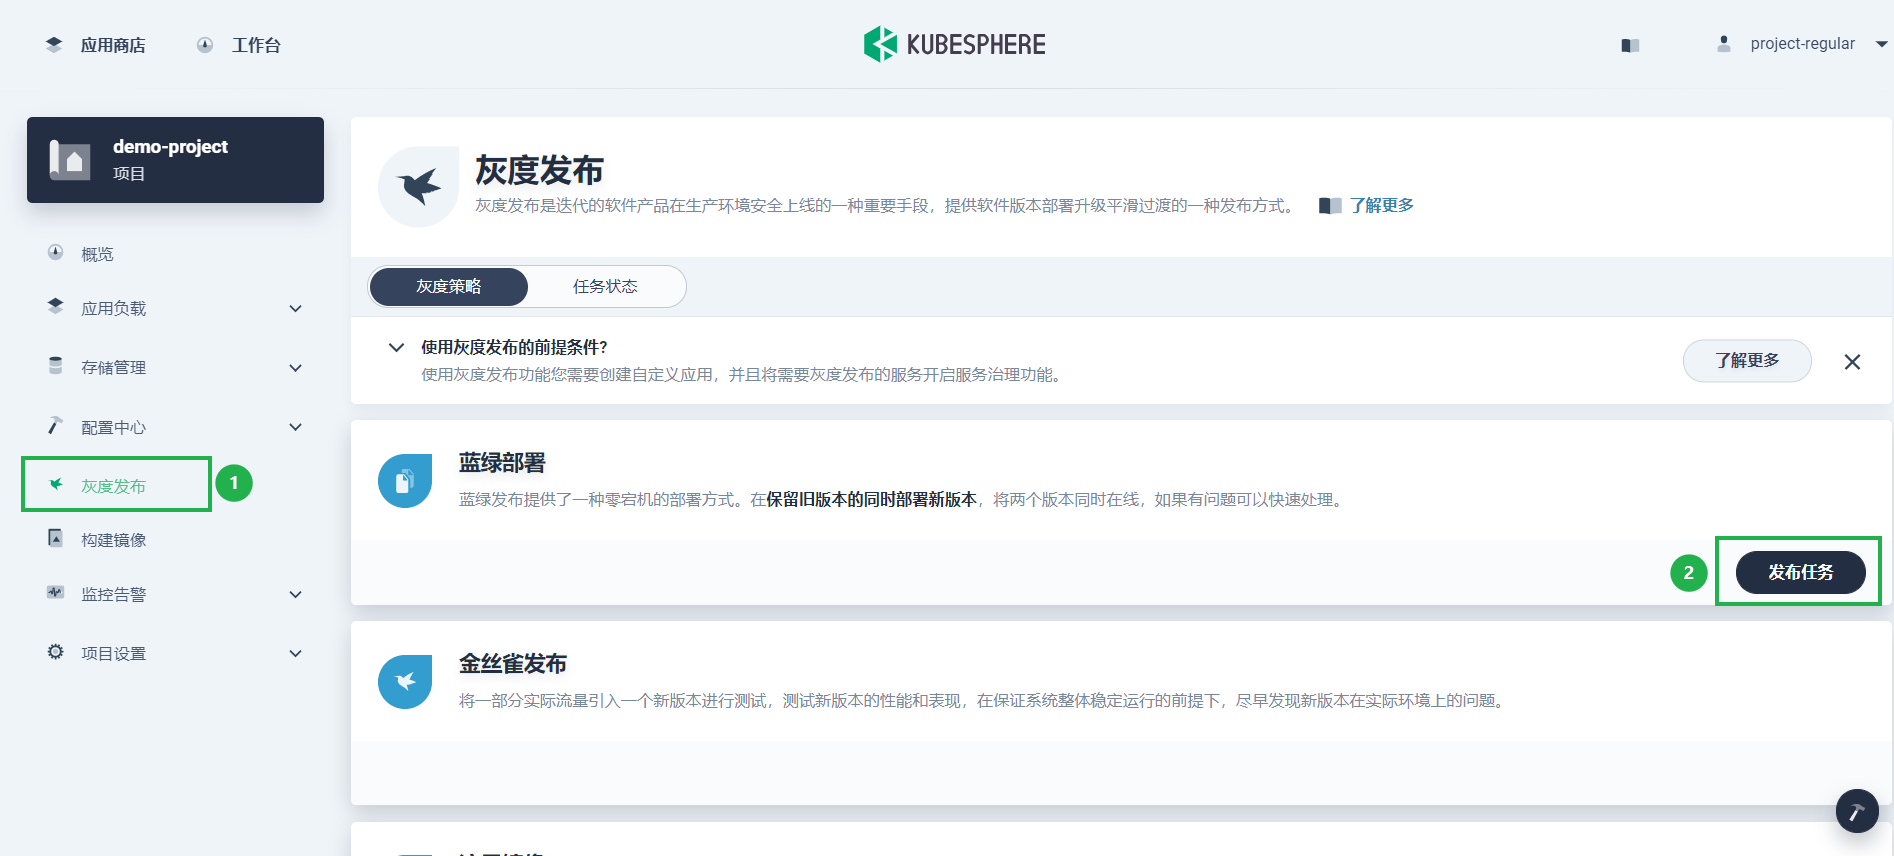 应用商店
工作台
KUBESPHERE
project-regular
demo-project
项目
概览
应用负载
存储管理
配置中心
灰度发布
1
构建镜像
监控告警
项目设置
灰度发布
灰度发布是迭代的软件产品在生产环境安全上线的一种重要手段，提供软件版本部署升级平滑过渡的一种发布方式。
了解更多
灰度策略
任务状态
使用灰度发布的前提条件?
使用灰度发布功能您需要创建自定义应用，并且将需要灰度发布的服务开启服务治理功能。
了解更多
蓝绿部署
蓝绿发布提供了一种零宕机的部署方式。在保留旧版本的同时部署新版本，将两个版本同时在线，如果有问题可以快速处理。
2
发布任务
金丝雀发布
将一部分实际流量引入一个新版本进行测试，测试新版本的性能和表现，在保证系统整体稳定运行的前提下，尽早发现新版本在实际环境上的问题。